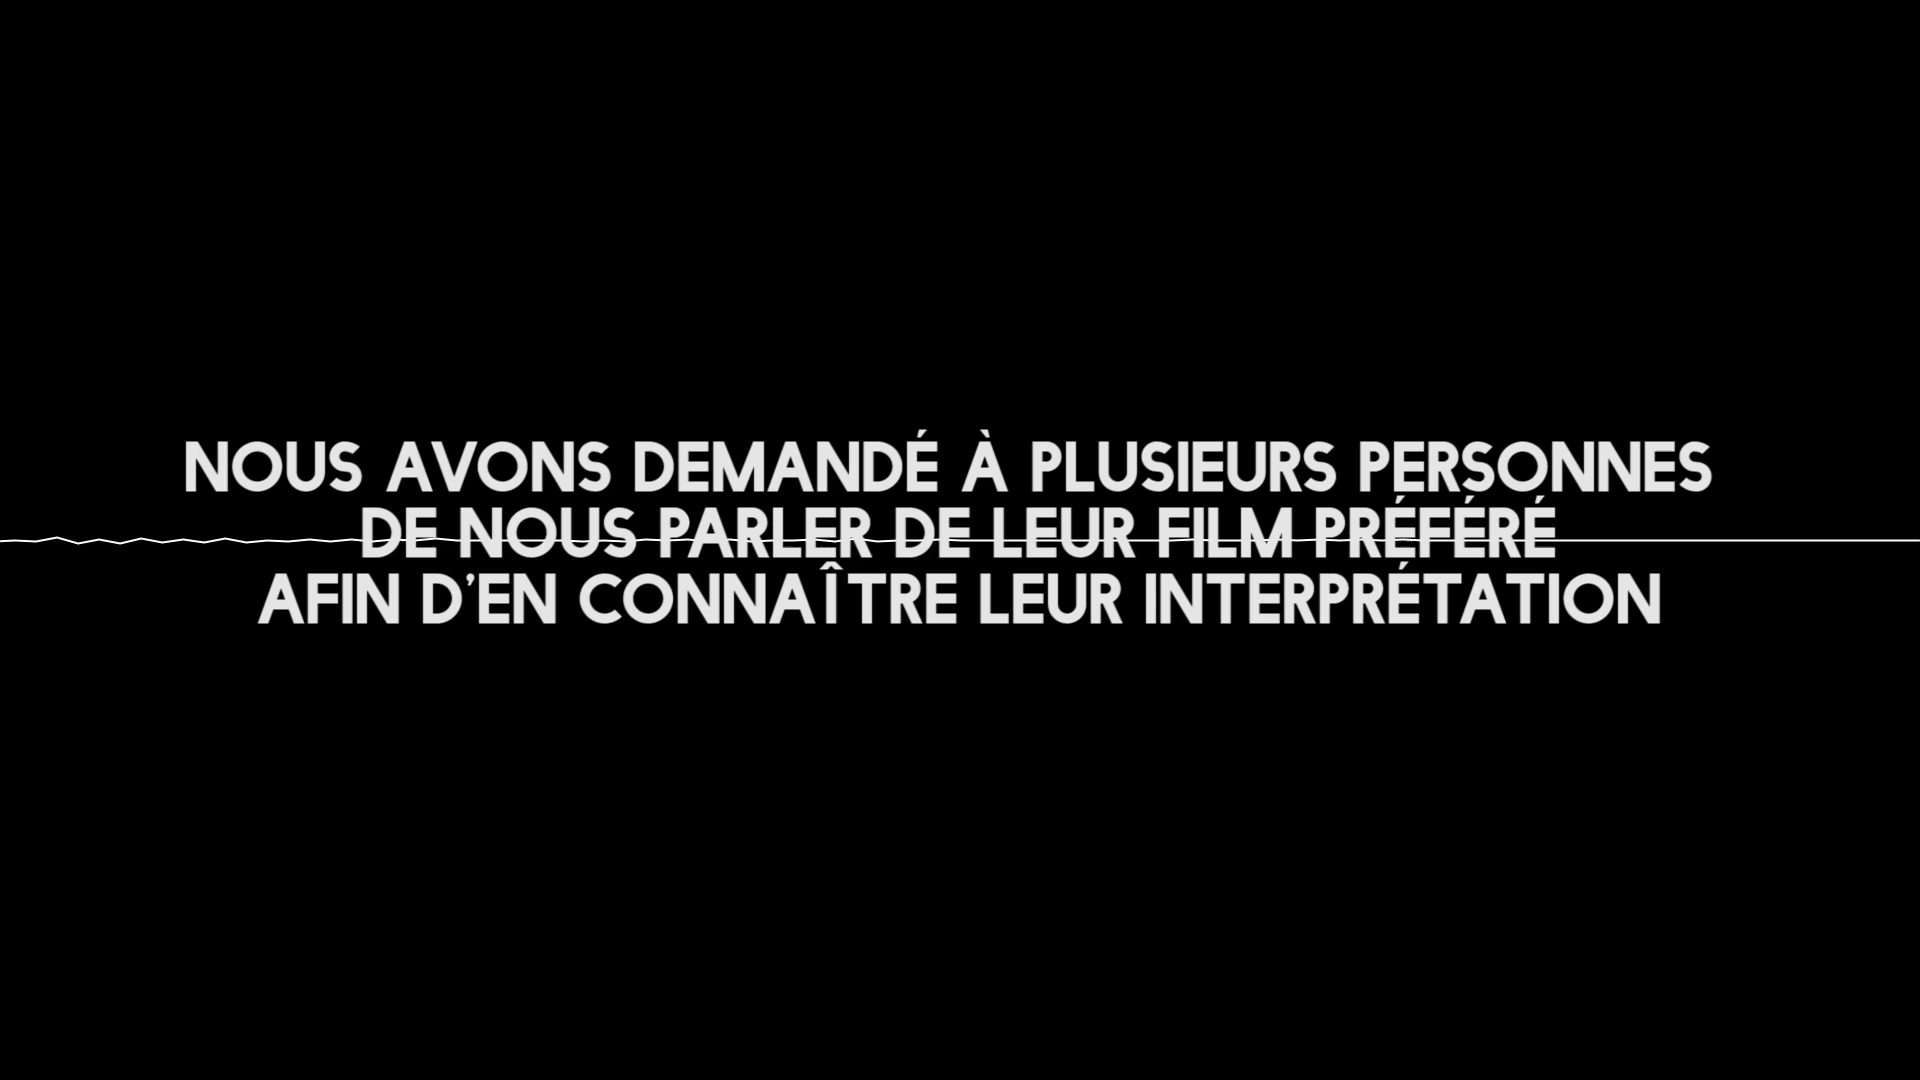 NOUS AVONS DEMANDÉ À PLUSIEURS PERSONNES
DE NOUS PARLER DE LEUR FILM PRÉFÉRÉ
AFIN D'EN CONNAÎTRE LEUR INTERPRÉTATION